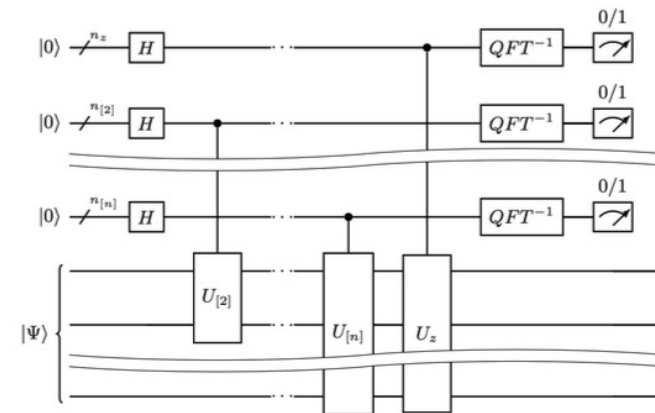 0/1
|0⟩ n_z H ··· QFT⁻¹
0/1
|0⟩ n_[2] H ··· QFT⁻¹
0/1
|0⟩ n_[n] H QFT⁻¹
···
U_[2]
|Ψ⟩ ··· U_[n] U_z
···